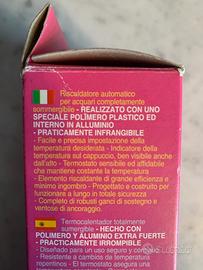 Riscaldatore automatico
per acquari completamente
sommergibile - REALIZZATO CON UNO
SPECIALE POLÍMERO PLASTICO ED
INTERNO IN ALLUMINIO
- PRATICAMENTE INFRANGIBILE
- Facile e precisa impostazione della
temperatura desiderata - Indicatore della
temperatura sul cappuccio, ben visibile anche
dall'alto - Termostato sensibile ed affidabile
che mantiene costante la temperatura
Elemento riscaldante di grande efficienza e
minimo ingombro - Progettato e costruito per
funzionare a lungo in totale sicurezza
- Completo di robusti ganci di sostegno e
ventose di ancoraggio.
Termocalentador totalmente
sumergible - HECHO CON
POLIMERO Y ALUMINIO EXTRA FUERTE
- PRACTICAMENTE IRROMPIBLE
- Diseñado para un uso seguro y
- Resistente a cambios de temperatura
repentinos - El termostato asegura una